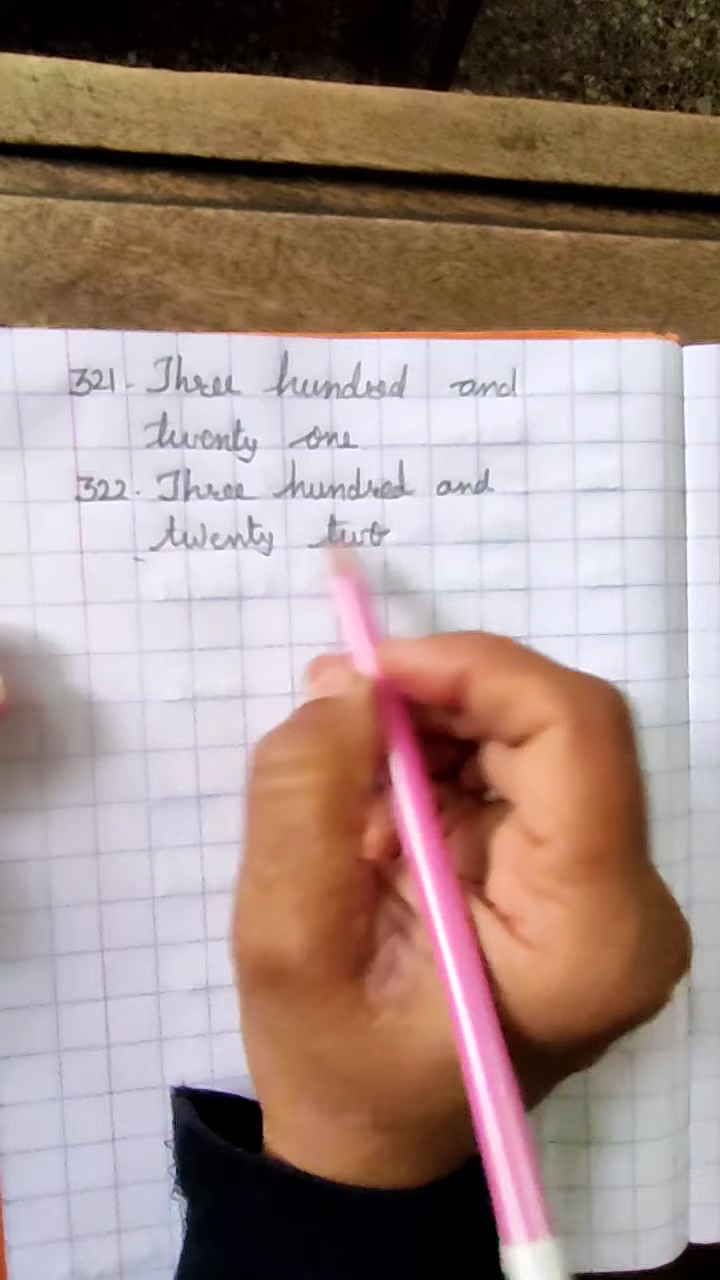 321. Three hundred and
twenty one
322. Three hundred and
twenty two